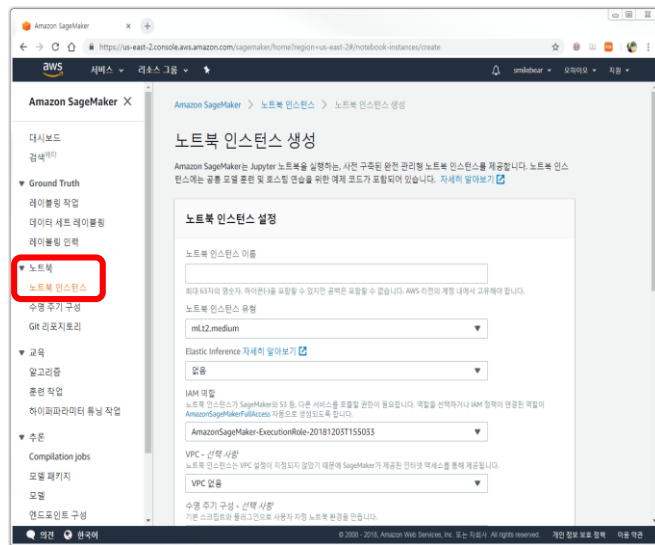 Amazon SageMaker
https://us-east-2.console.aws.amazon.com/sagemaker/home?region=us-east-2#/notebook-instances/create
aws 서비스 리소스 그룹 smilebear 오하이오 지원
Amazon SageMaker X
대시보드
검색베타
Ground Truth
레이블링 작업
데이터 세트 레이블링
레이블링 인력
노트북
노트북 인스턴스
수명 주기 구성
Git 리포지토리
교육
알고리즘
훈련 작업
하이퍼파라미터 튜닝 작업
추론
Compilation jobs
모델 패키지
모델
엔드포인트 구성
Amazon SageMaker > 노트북 인스턴스 > 노트북 인스턴스 생성
노트북 인스턴스 생성
Amazon SageMaker는 Jupyter 노트북을 실행하는, 사전 구축된 완전 관리형 노트북 인스턴스를 제공합니다. 노트북 인스
턴스에는 공통 모델 훈련 및 호스팅 연습을 위한 예제 코드가 포함되어 있습니다. 자세히 알아보기
노트북 인스턴스 설정
노트북 인스턴스 이름
최대 63자의 영숫자. 하이픈(-)을 포함할 수 있지만 공백은 포함할 수 없습니다. AWS 리전의 계정 내에서 고유해야 합니다.
노트북 인스턴스 유형
ml.t2.medium
Elastic Inference 자세히 알아보기
없음
IAM 역할
노트북 인스턴스가 SageMaker와 S3 등, 다른 서비스를 호출할 권한이 필요합니다. 역할을 선택하거나 IAM 정책이 연결된 역할이
AmazonSageMakerFullAccess 자동으로 생성되도록 합니다.
AmazonSageMaker-ExecutionRole-20181203T155033
VPC - 선택 사항
노트북 인스턴스는 VPC 설정이 지정되지 않았기 때문에 SageMaker가 제공된 인터넷 액세스를 통해 제공됩니다.
VPC 없음
수명 주기 구성 - 선택 사항
기본 스크립트와 플러그인으로 사용자 지정 노트북 환경을 만듭니다.
의견 한국어 © 2008 - 2018, Amazon Web Services, Inc. 또는 자회사. All rights reserved. 개인 정보 보호 정책 이용 약관